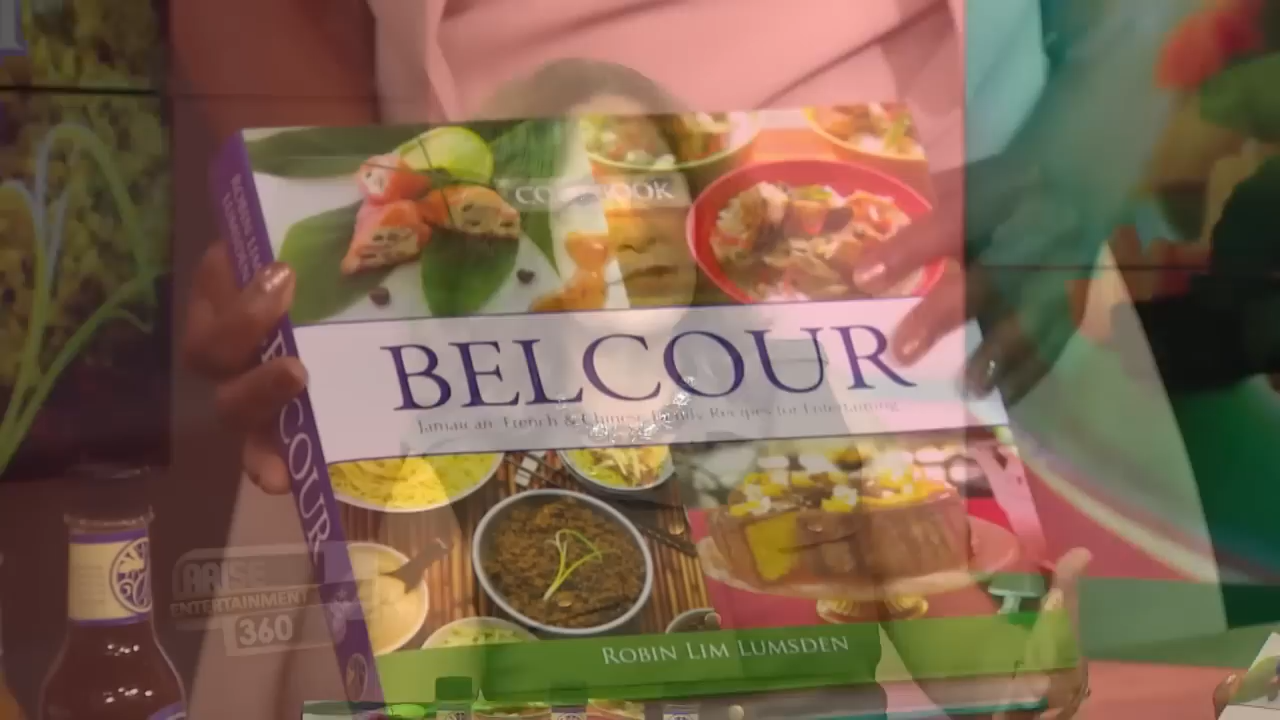 COOKBOOK
BELCOUR
Jamaican, French & Chinese Family Recipes for Entertaining
ROBIN LIM LUMSDEN
BELCOUR
ARISE
ENTERTAINMENT
360